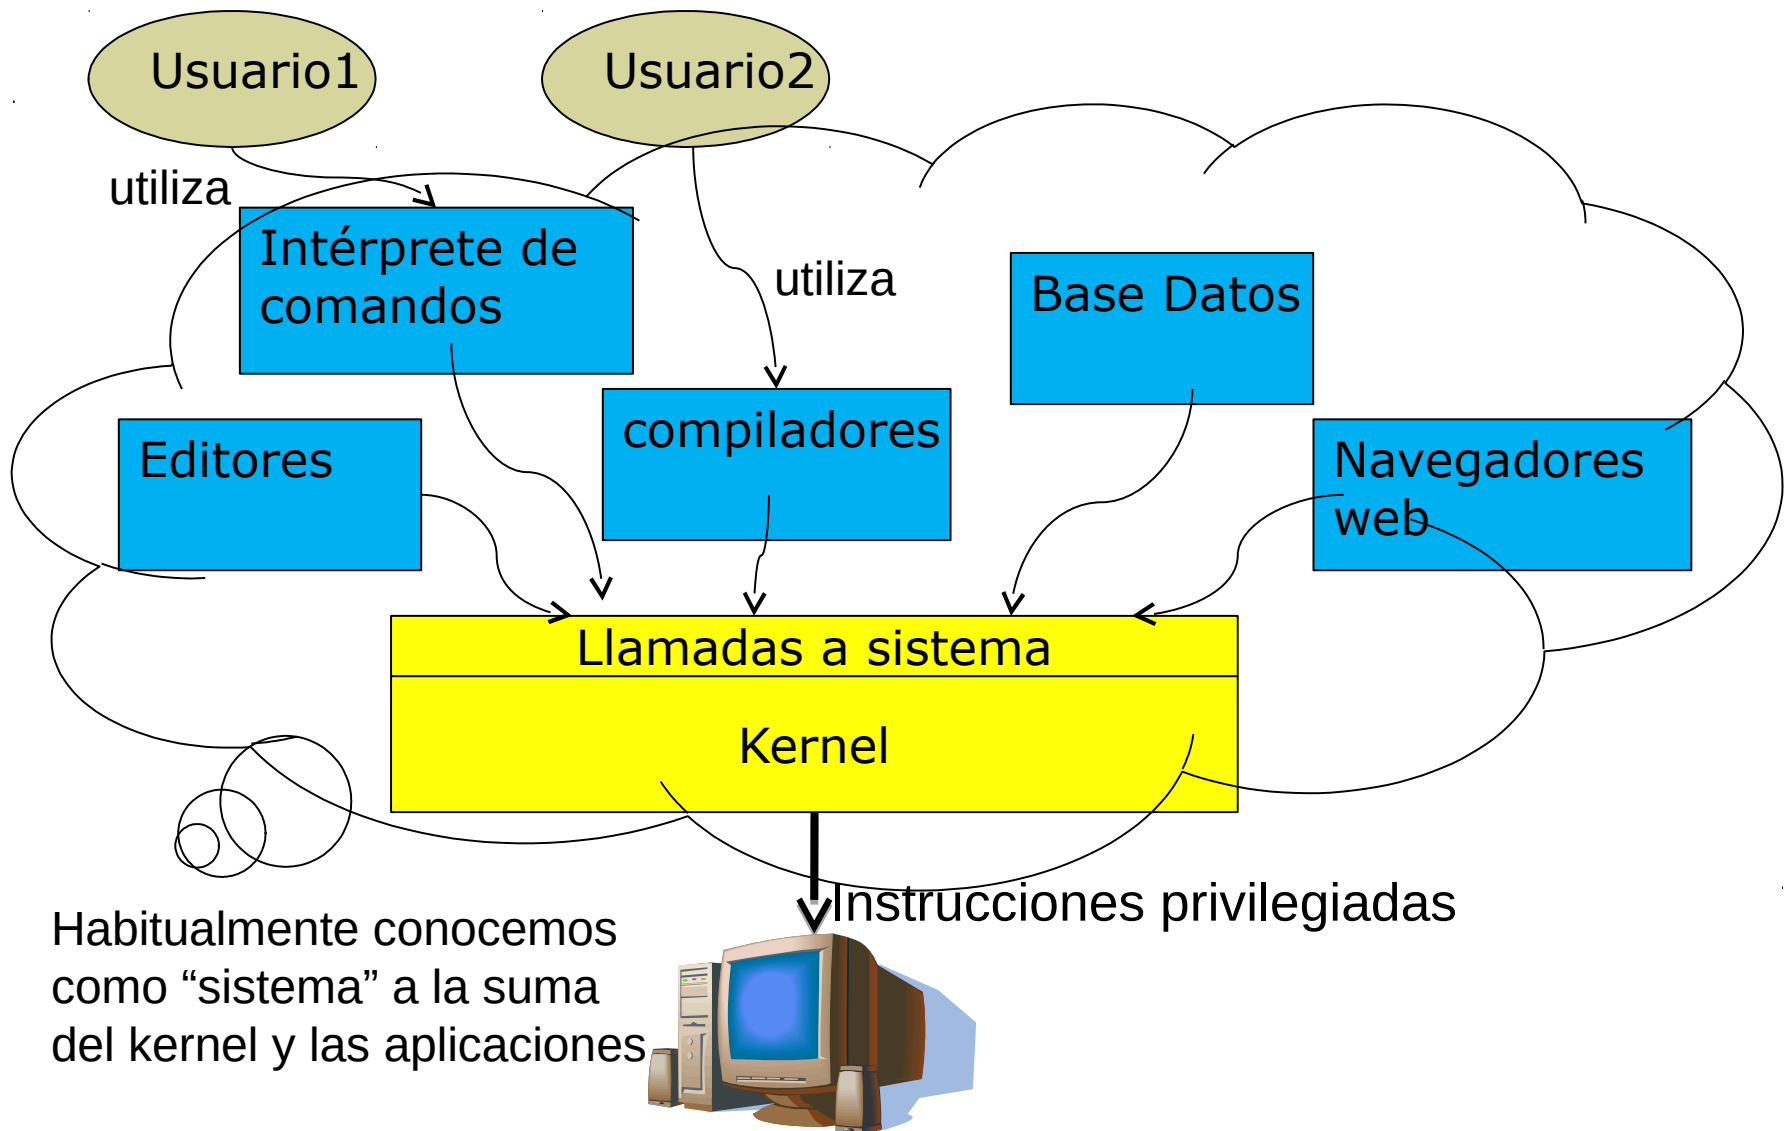 Usuario1
Usuario2
utiliza
Intérprete de
comandos
utiliza
Base Datos
Editores
compiladores
Navegadores
web
Llamadas a sistema
Kernel
Instrucciones privilegiadas
Habitualmente conocemos
como “sistema” a la suma
del kernel y las aplicaciones